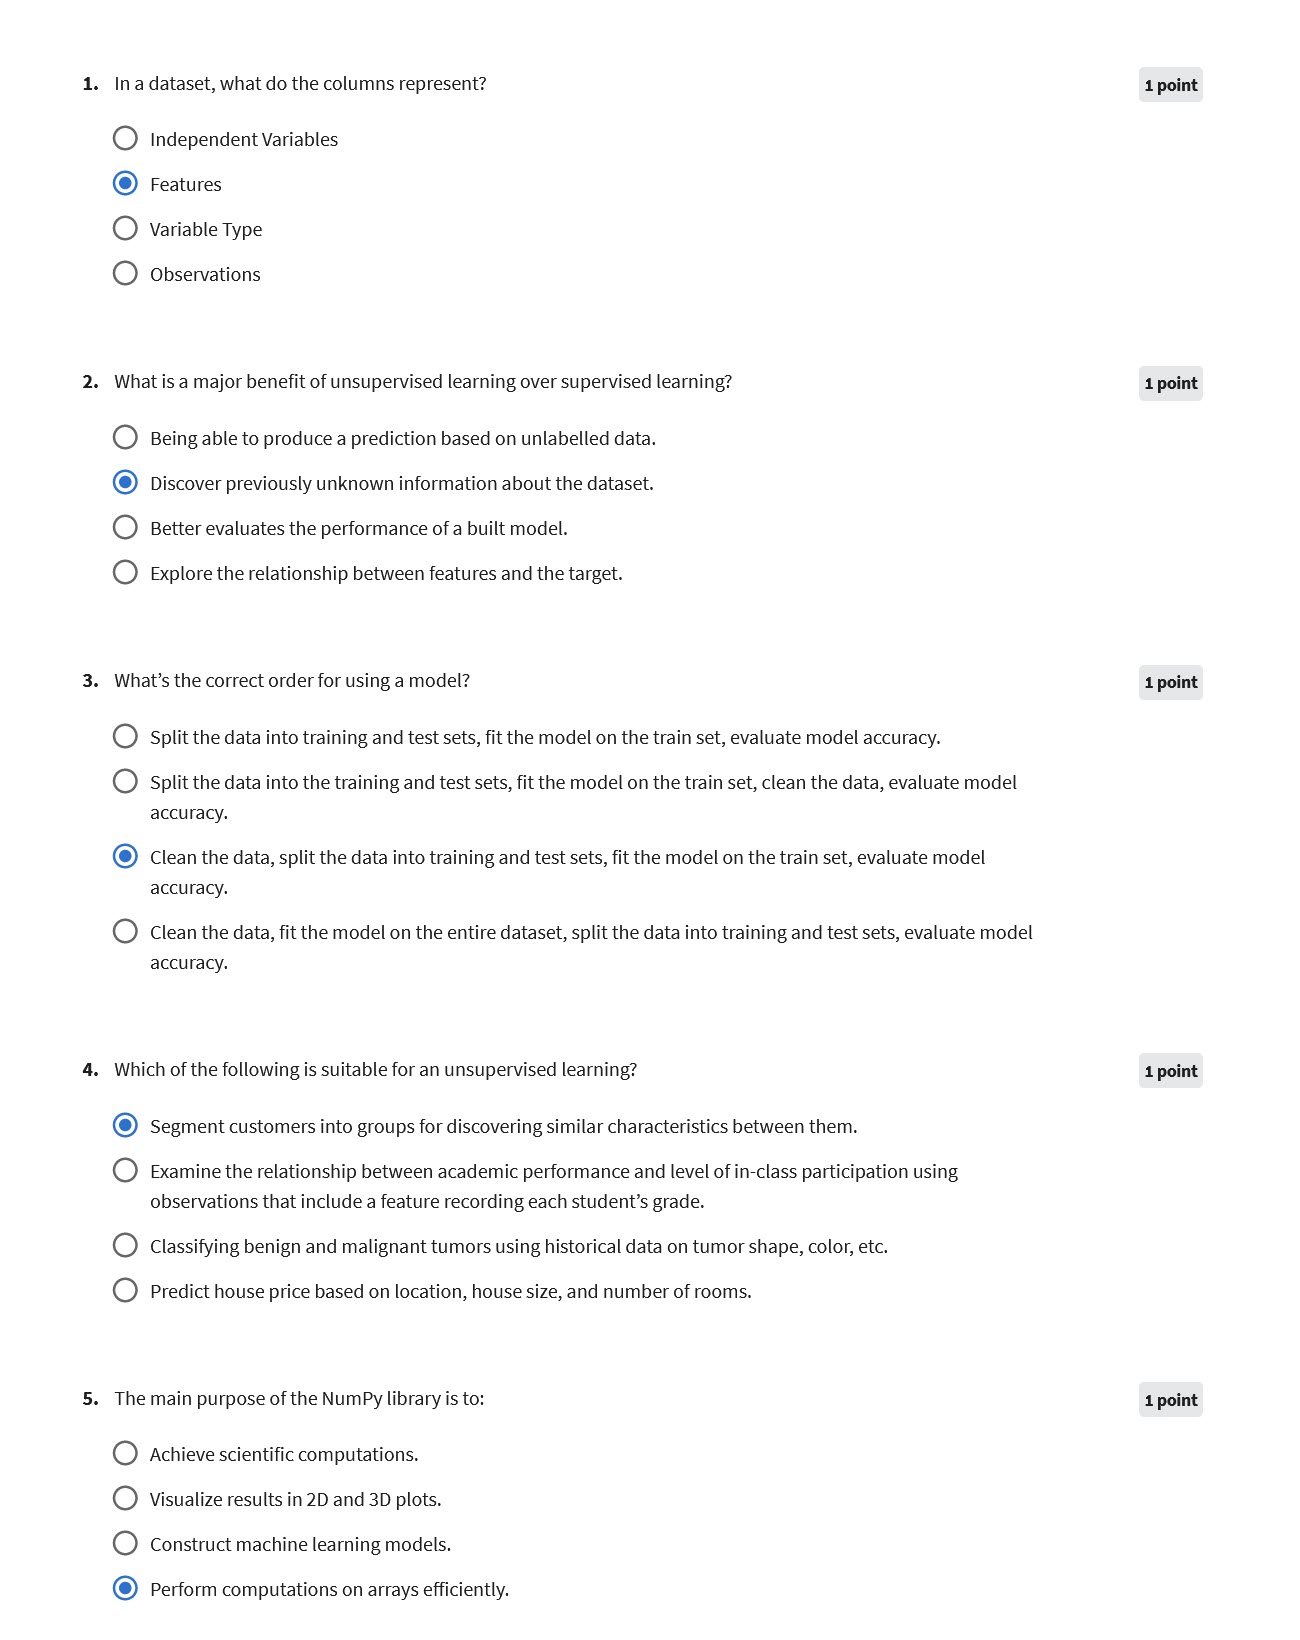 1. In a dataset, what do the columns represent? 1 point
Independent Variables
Features
Variable Type
Observations
2. What is a major benefit of unsupervised learning over supervised learning? 1 point
Being able to produce a prediction based on unlabelled data.
Discover previously unknown information about the dataset.
Better evaluates the performance of a built model.
Explore the relationship between features and the target.
3. What’s the correct order for using a model? 1 point
Split the data into training and test sets, fit the model on the train set, evaluate model accuracy.
Split the data into the training and test sets, fit the model on the train set, clean the data, evaluate model
accuracy.
Clean the data, split the data into training and test sets, fit the model on the train set, evaluate model
accuracy.
Clean the data, fit the model on the entire dataset, split the data into training and test sets, evaluate model
accuracy.
4. Which of the following is suitable for an unsupervised learning? 1 point
Segment customers into groups for discovering similar characteristics between them.
Examine the relationship between academic performance and level of in-class participation using
observations that include a feature recording each student’s grade.
Classifying benign and malignant tumors using historical data on tumor shape, color, etc.
Predict house price based on location, house size, and number of rooms.
5. The main purpose of the NumPy library is to: 1 point
Achieve scientific computations.
Visualize results in 2D and 3D plots.
Construct machine learning models.
Perform computations on arrays efficiently.